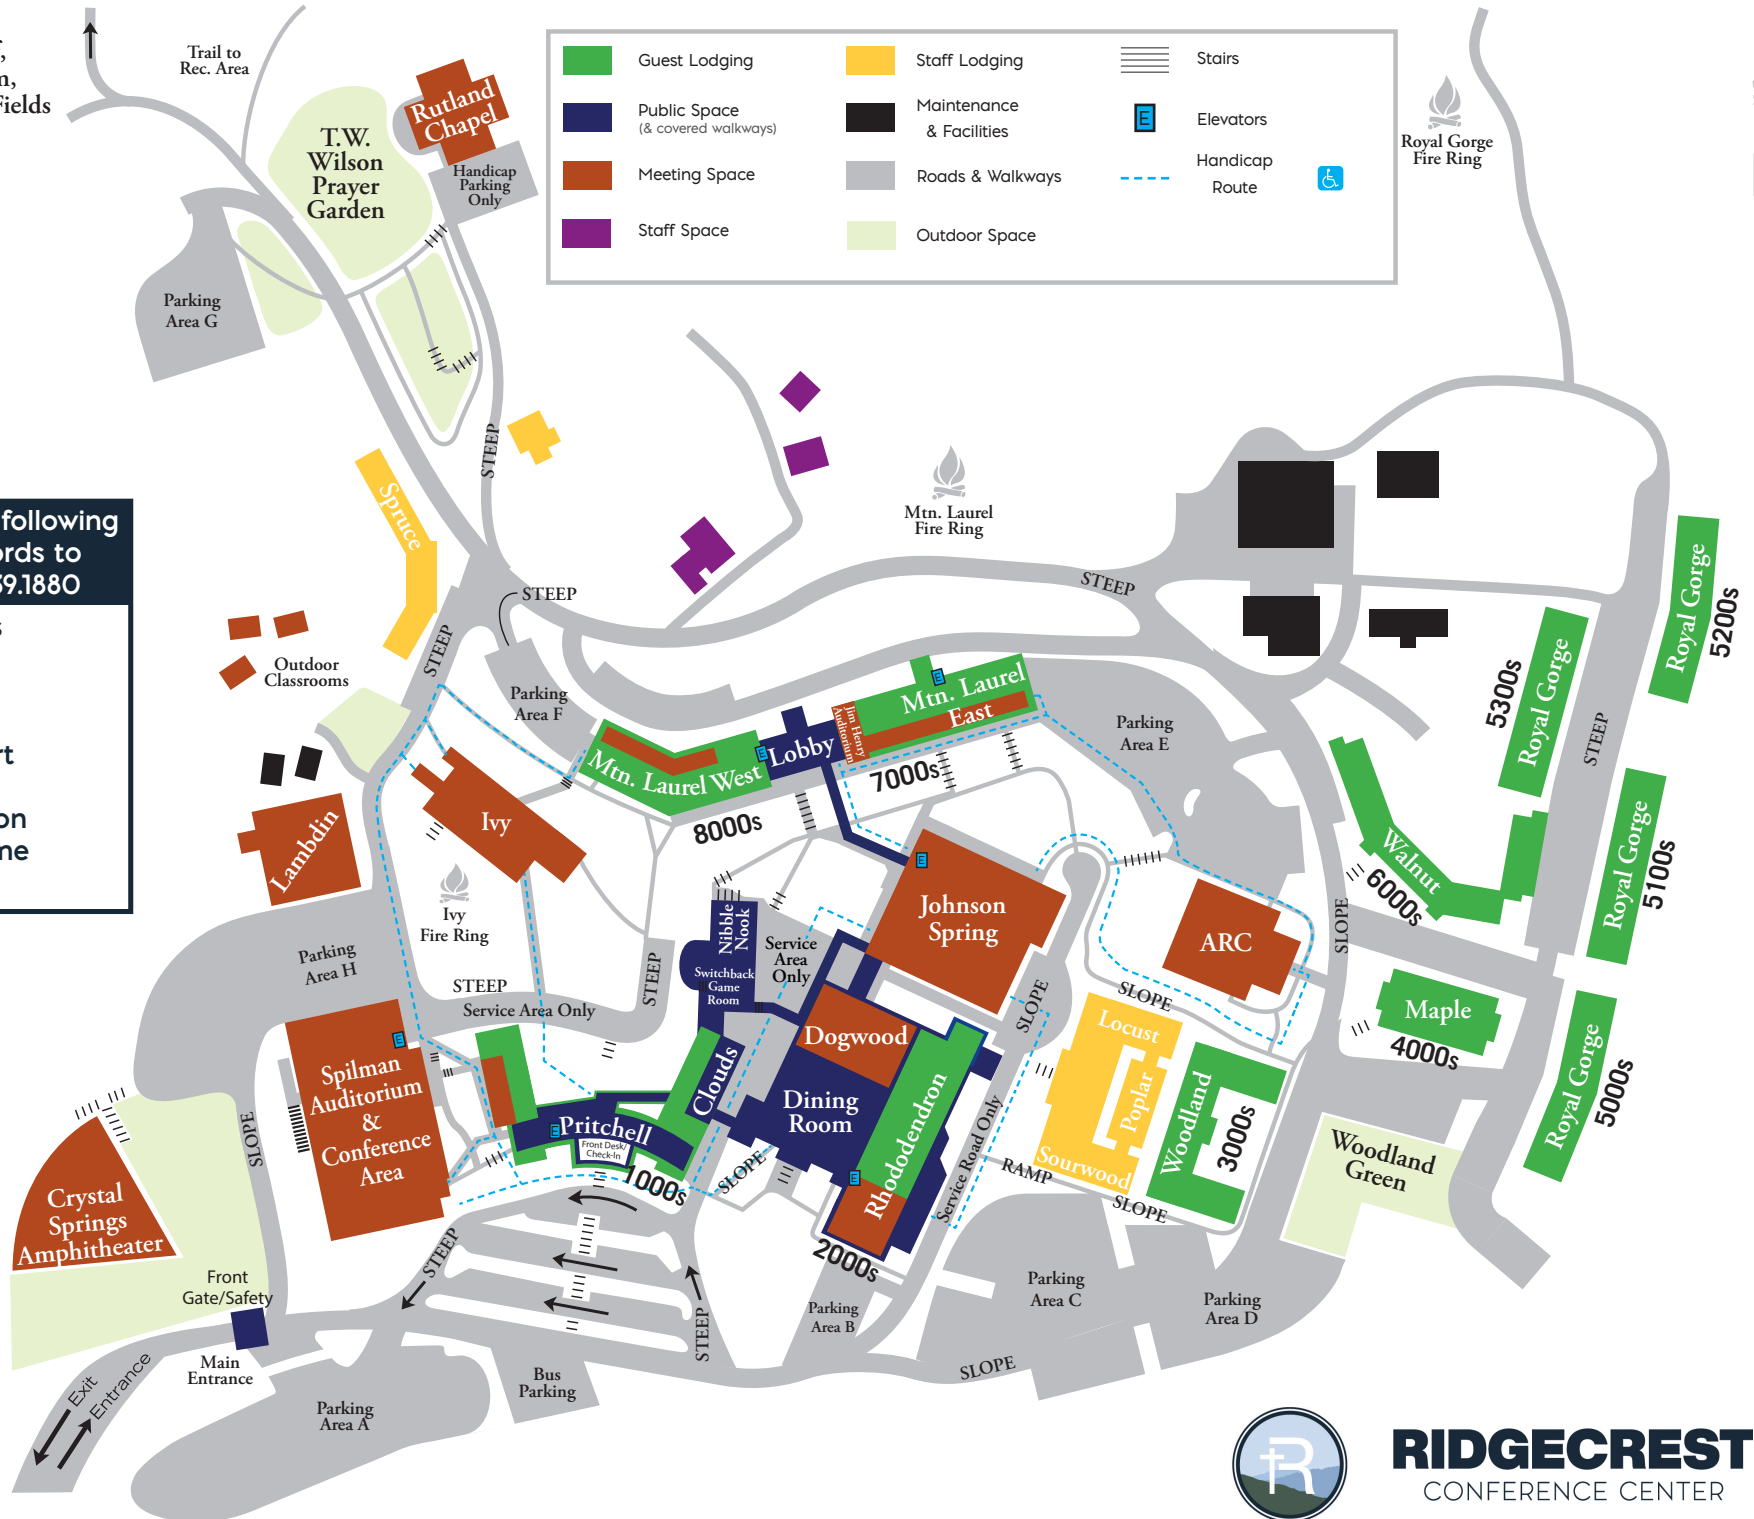 Fields
Trail to
Rec. Area
T.W.
Wilson
Prayer
Garden
Rutland
Chapel
Handicap
Parking
Only
Guest Lodging
Public Space
(& covered walkways)
Meeting Space
Staff Space
Staff Lodging
Maintenance
& Facilities
Roads & Walkways
Outdoor Space
Stairs
E
Elevators
Handicap
Route
Royal Gorge
Fire Ring
Parking
Area G
STEEP
Spruce
Mtn. Laurel
Fire Ring
following
rds to
39.1880
Outdoor
Classrooms
STEEP
STEEP
STEEP
Parking
Area F
Mtn. Laurel West
8000s
E
Lobby
Jim Henry
Auditorium
E
Mtn. Laurel
East
7000s
Parking
Area E
Royal Gorge
5200s
Royal Gorge
5300s
STEEP
Royal Gorge
5100s
Walnut
6000s
Lambdin
Ivy
Ivy
Fire Ring
Parking
Area H
STEEP
Service Area Only
STEEP
Nibble
Nook
Switchback
Game
Room
Service
Area
Only
E
Johnson
Spring
ARC
SLOPE
SLOPE
SLOPE
Maple
4000s
Royal Gorge
5000s
E
Spilman
Auditorium
&
Conference
Area
SLOPE
Crystal
Springs
Amphitheater
E
Pritchell
Front Desk/
Check-In
1000s
Clouds
SLOPE
Dogwood
Dining
Room
Rhododendron
E
2000s
Service Road Only
Locust
Poplar
Sourwood
RAMP
SLOPE
Woodland
3000s
Woodland
Green
Front
Gate/Safety
Main
Entrance
Exit
Entrance
STEEP
STEEP
Parking
Area A
Bus
Parking
Parking
Area B
Parking
Area C
Parking
Area D
SLOPE
R
RIDGECREST
CONFERENCE CENTER